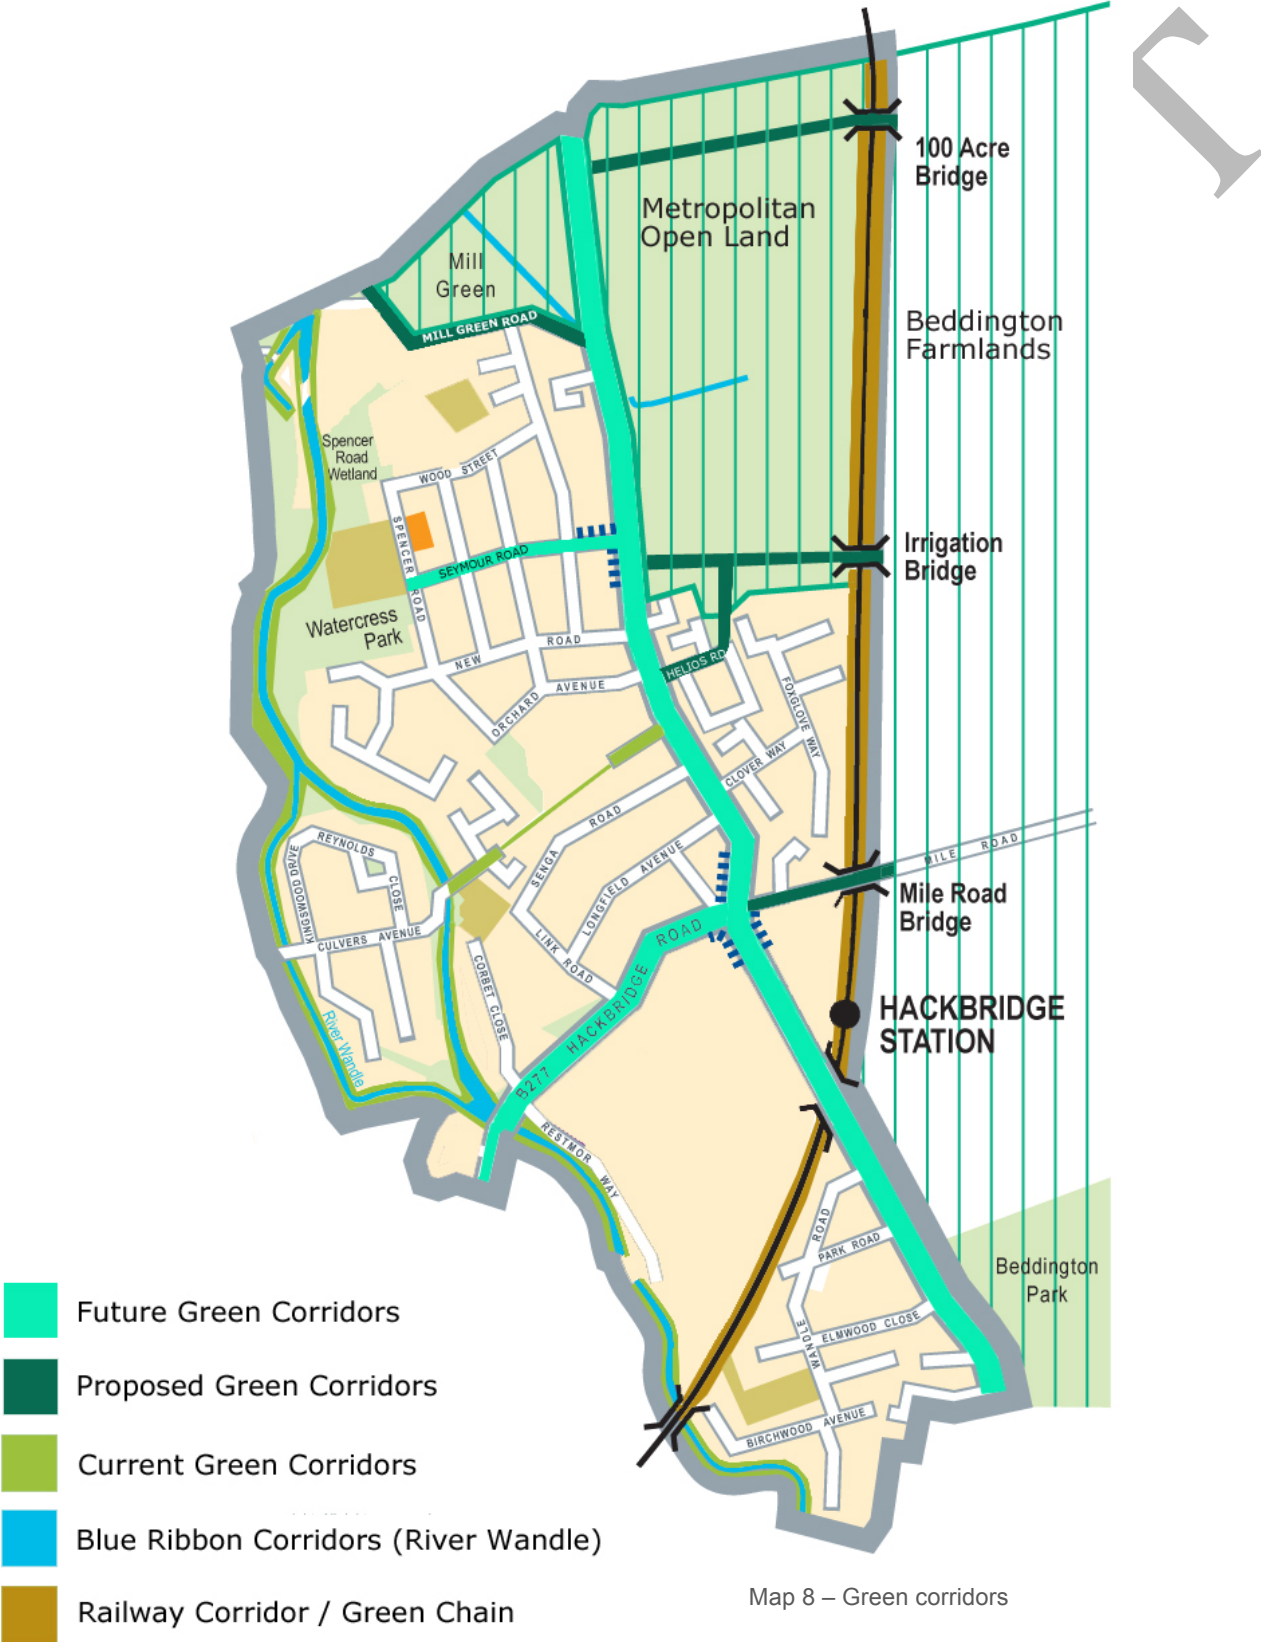 T
100 Acre
Bridge
Metropolitan
Open Land
Mill
Green
MILL GREEN ROAD
Beddington
Farmlands
Spencer
Road
Wetland
WOOD STREET
SPENCER ROAD
SEYMOUR ROAD
Irrigation
Bridge
Watercress
Park
NEW ROAD
HELIOS RD
ORCHARD AVENUE
FOXGLOVE WAY
CLOVER WAY
SENGA ROAD
REYNOLDS CLOSE
KINGSWOOD DRIVE
LONGFIELD AVENUE
MILE ROAD
Mile Road
Bridge
CULVERS AVENUE
LINK ROAD
CORBET CLOSE
B277 HACKBRIDGE ROAD
HACKBRIDGE
STATION
River Wandle
RESTMOR WAY
WANDLE ROAD
PARK ROAD
Beddington
Park
ELMWOOD CLOSE
BIRCHWOOD AVENUE
Future Green Corridors
Proposed Green Corridors
Current Green Corridors
Blue Ribbon Corridors (River Wandle)
Railway Corridor / Green Chain
Map 8 – Green corridors